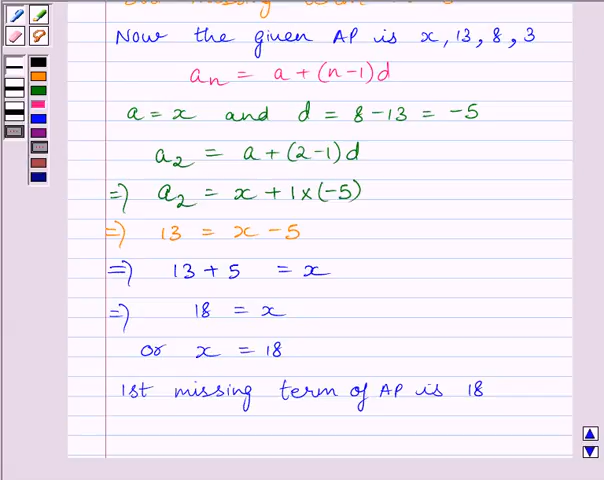 Now the given AP is x, 13, 8, 3
an = a + (n-1)d
a = x and d = 8 - 13 = -5
a2 = a + (2-1)d
=) a2 = x + 1×(-5)
=) 13 = x - 5
=) 13 + 5 = x
=) 18 = x
or x = 18
1st missing term of AP is 18